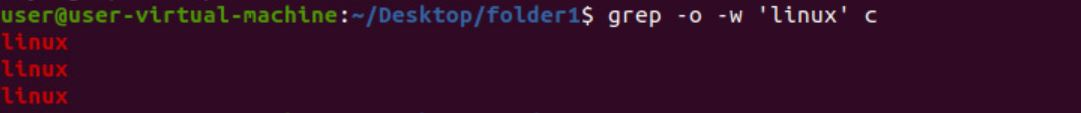 user@user-virtual-machine:~/Desktop/folder1$ grep -o -w 'linux' c
linux
linux
linux